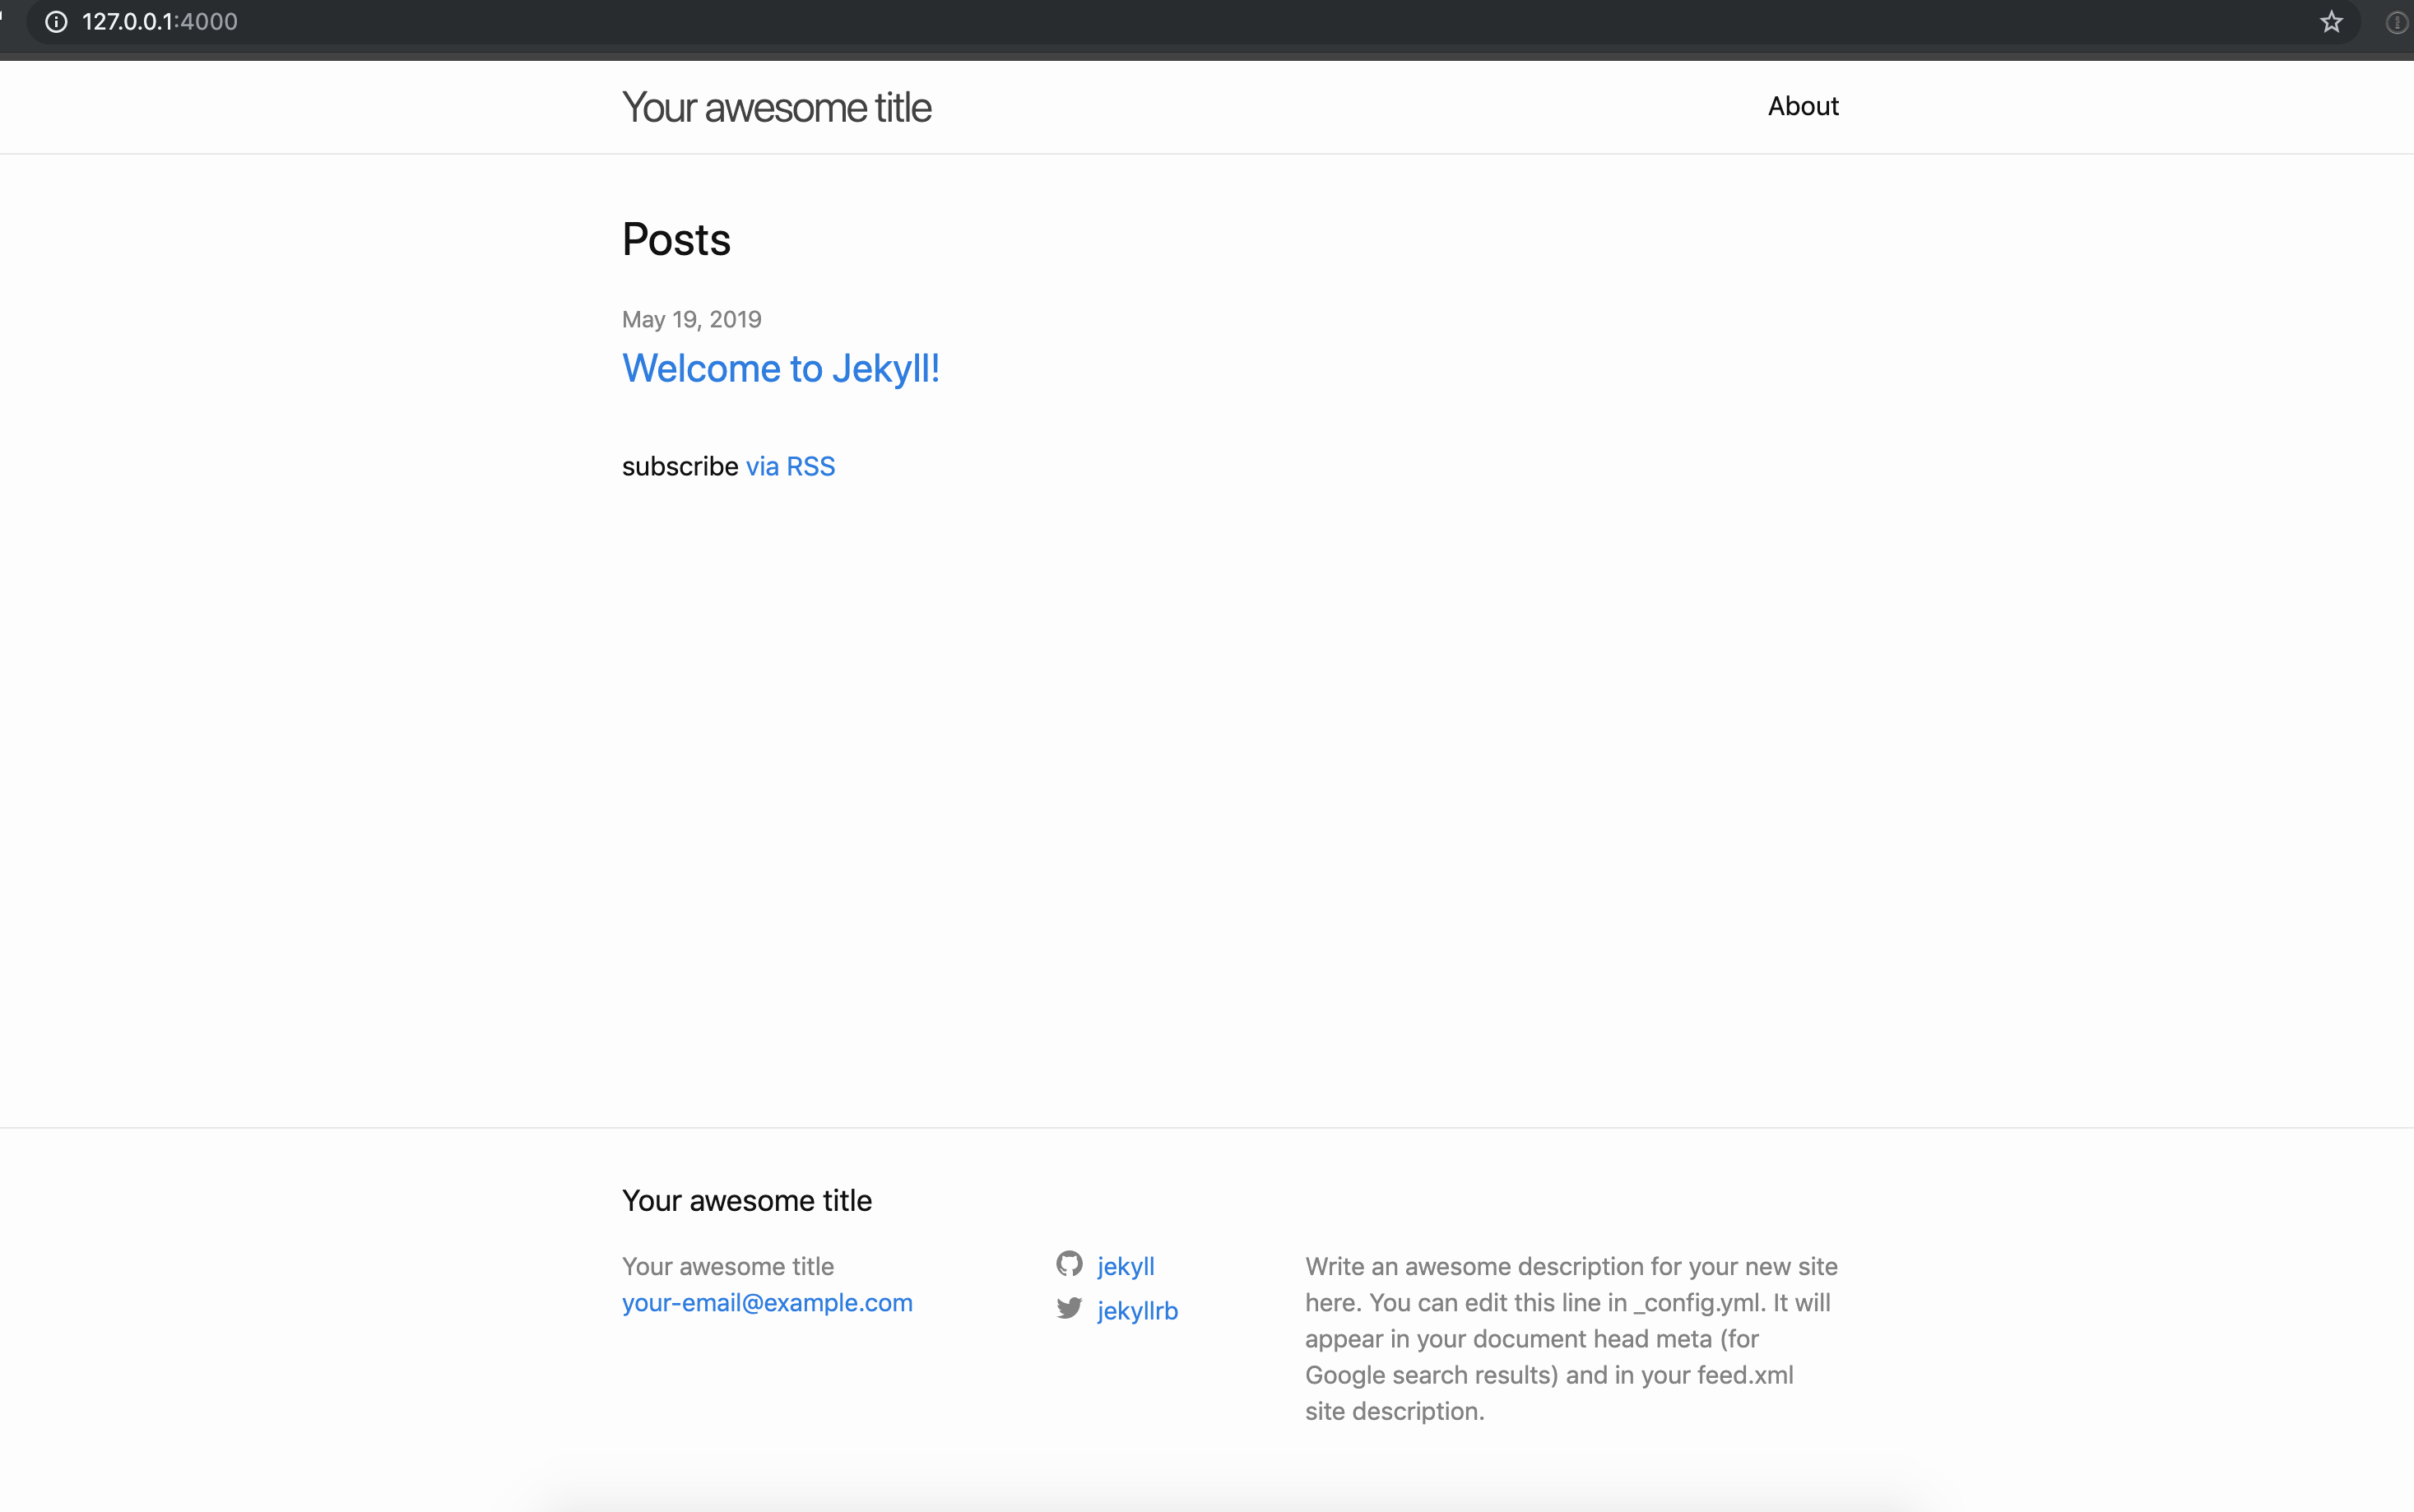 127.0.0.1:4000
Your awesome title
About
Posts
May 19, 2019
Welcome to Jekyll!
subscribe via RSS
Your awesome title
Your awesome title
your-email@example.com
jekyll
jekyllrb
Write an awesome description for your new site
here. You can edit this line in _config.yml. It will
appear in your document head meta (for
Google search results) and in your feed.xml
site description.